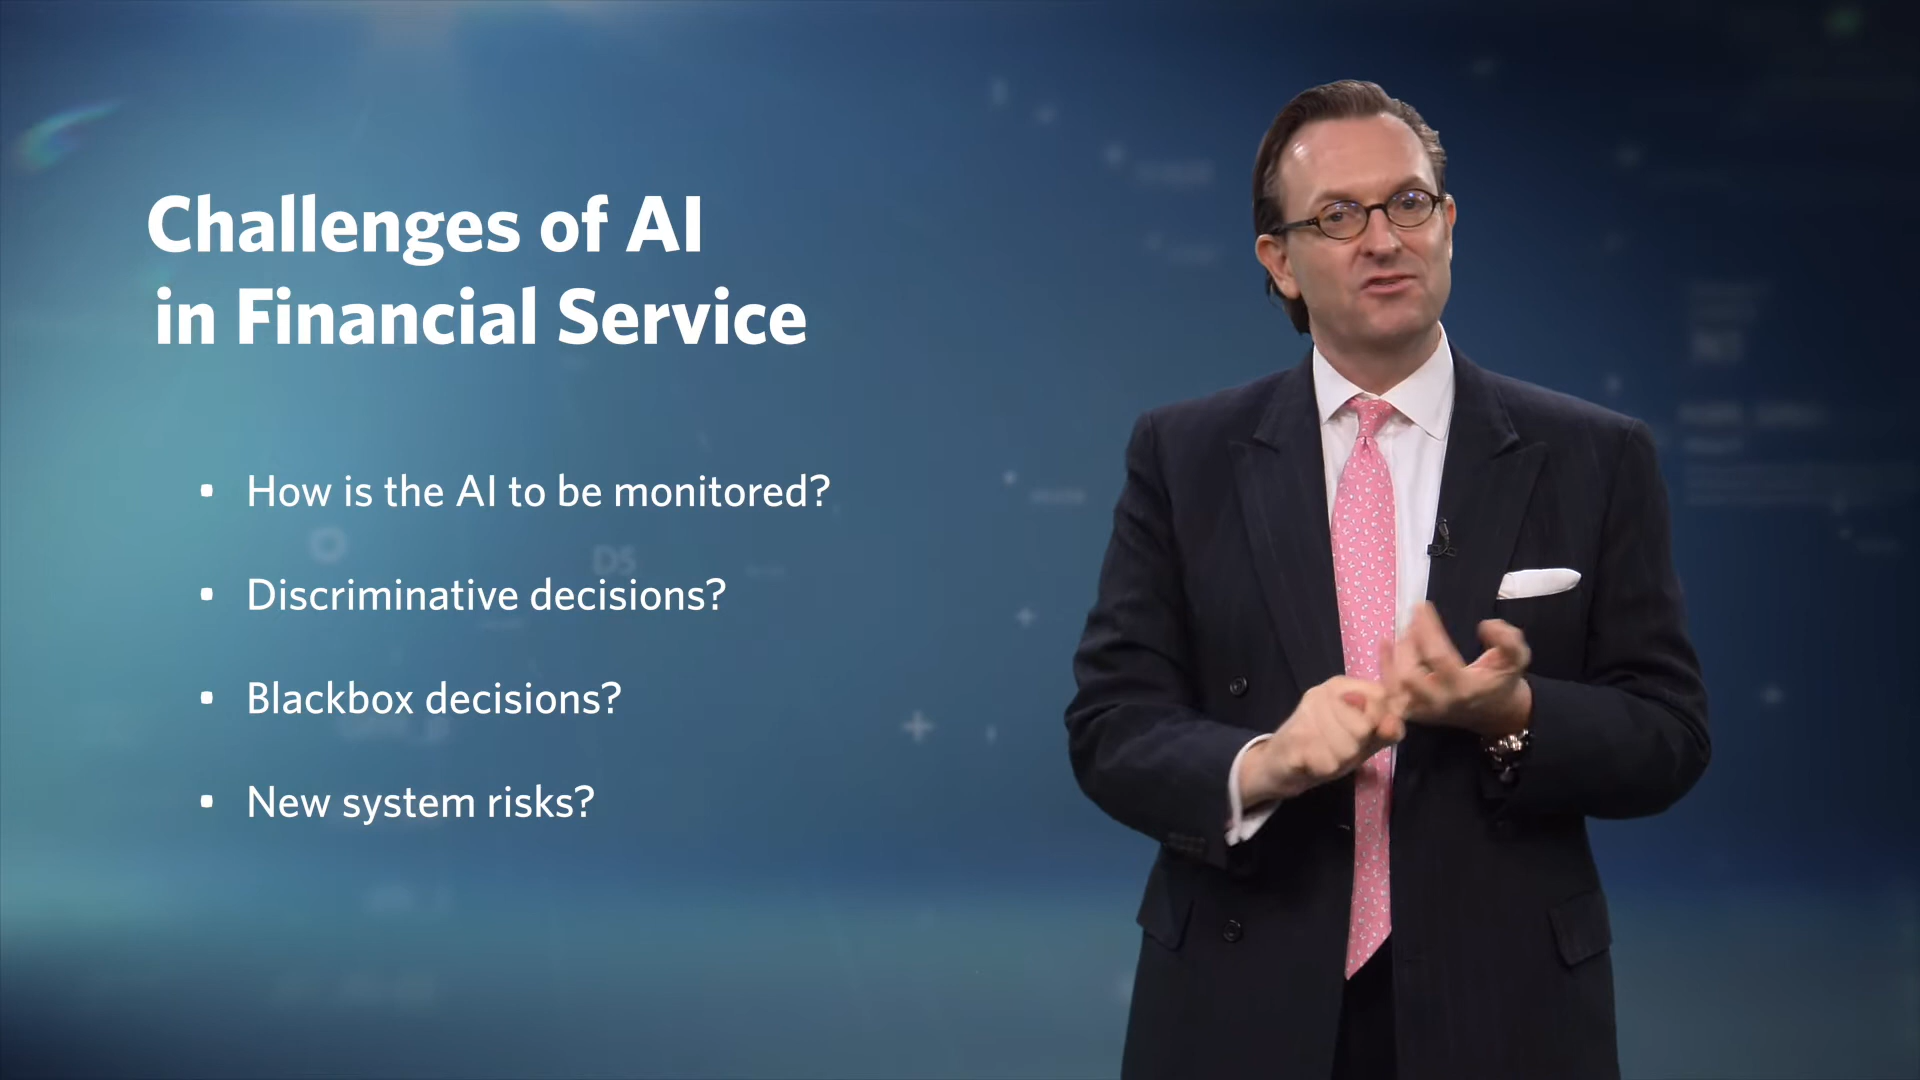 Challenges of AI
in Financial Service
▪ How is the AI to be monitored?
▪ Discriminative decisions?
DS
▪ Blackbox decisions?
▪ New system risks?